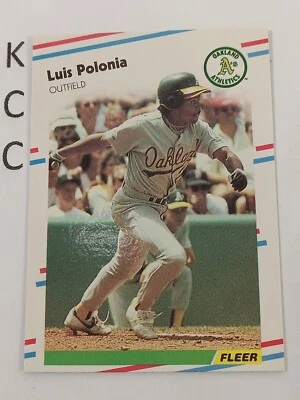 K
C
C
Luis Polonia
OUTFIELD
OAKLAND
A's
ATHLETICS
Oakland
FLEER